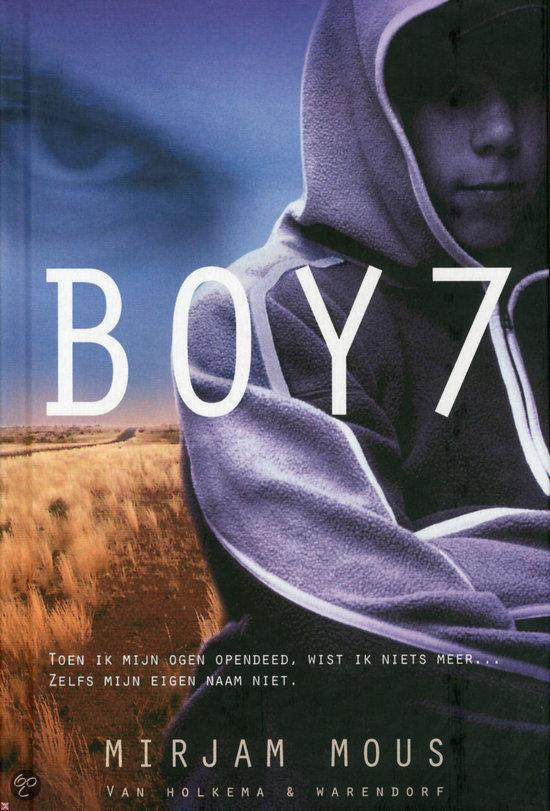 BOY7
TOEN IK MIJN OGEN OPENDEED, WIST IK NIETS MEER...
ZELFS MIJN EIGEN NAAM NIET.
MIRJAM MOUS
VAN HOLKEMA & WARENDORF